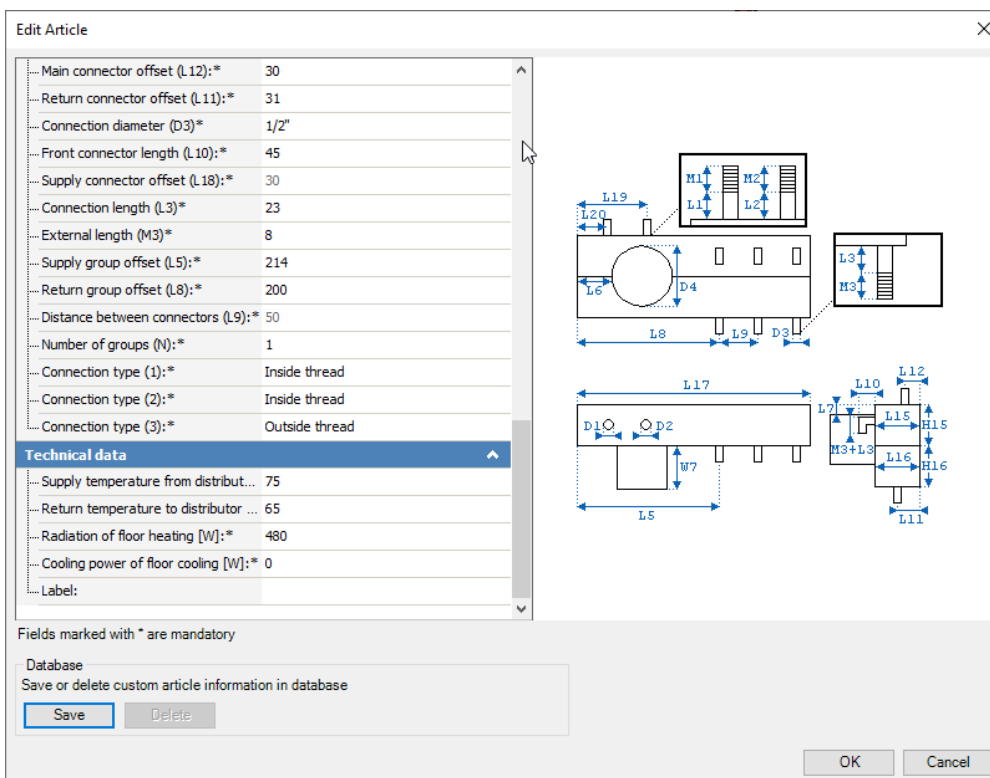 Edit Article
Main connector offset (L12):* 30
Return connector offset (L11):* 31
Connection diameter (D3)* 1/2"
Front connector length (L10):* 45
Supply connector offset (L18):* 30
Connection length (L3)* 23
External length (M3)* 8
Supply group offset (L5):* 214
Return group offset (L8):* 200
Distance between connectors (L9):* 50
Number of groups (N):* 1
Connection type (1):* Inside thread
Connection type (2):* Inside thread
Connection type (3):* Outside thread
Technical data
Supply temperature from distribut... 75
Return temperature to distributor ... 65
Radiation of floor heating [W]:* 480
Cooling power of floor cooling [W]:* 0
Label:
Fields marked with * are mandatory
Database
Save or delete custom article information in database
Save Delete
OK Cancel
M1 M2
L19
L1 L2
L20
L3
L6 D4 M3
L8 L9 D3
L17
L12
L10
L7 L15 H15
D1 D2
M3+L3
W7 L16 H16
L5 L11